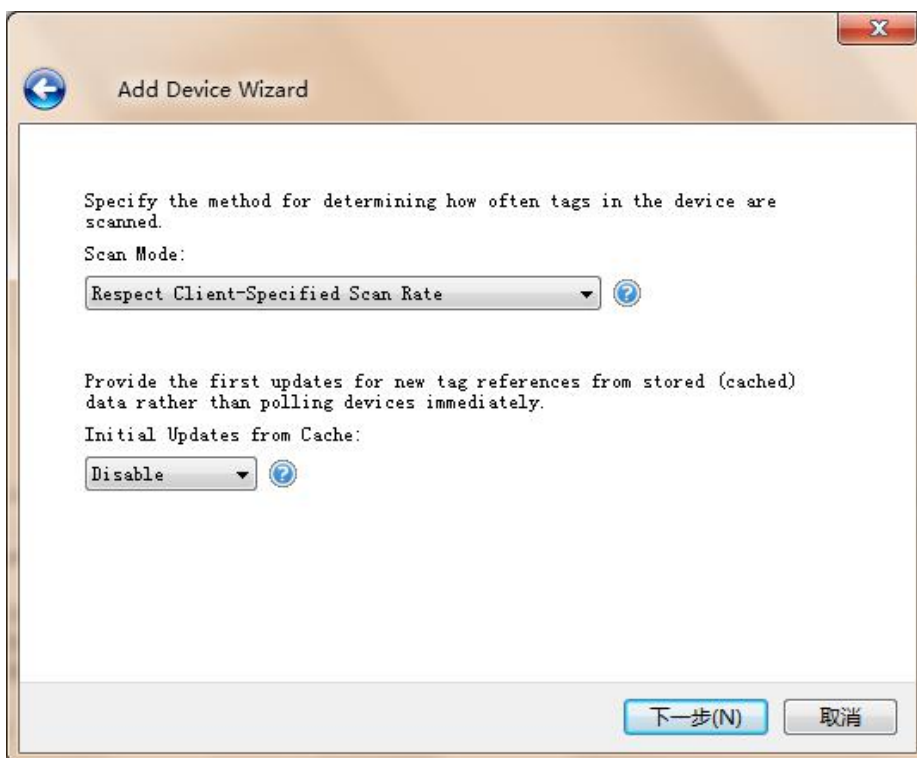 Add Device Wizard
Specify the method for determining how often tags in the device are
scanned.
Scan Mode:
Respect Client-Specified Scan Rate
Provide the first updates for new tag references from stored (cached)
data rather than polling devices immediately.
Initial Updates from Cache:
Disable
下一步(N)
取消